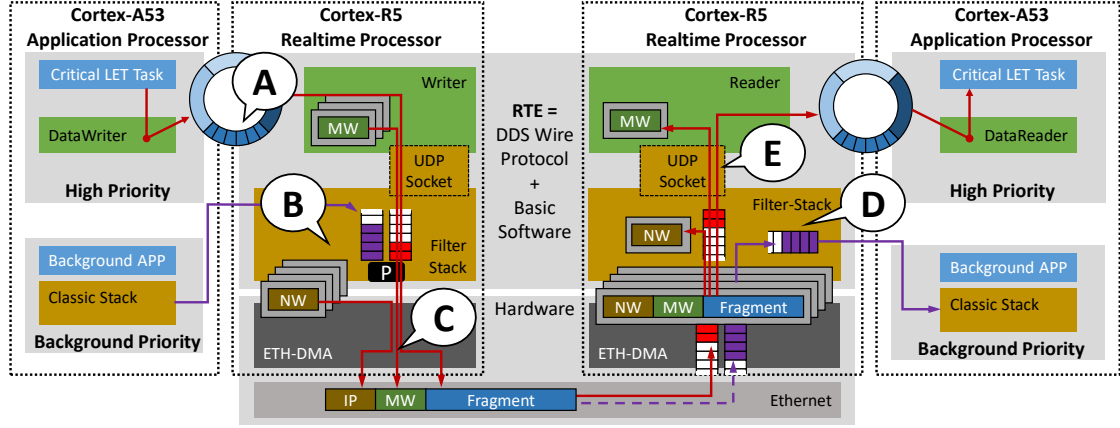 Cortex-A53
Application Processor
Critical LET Task
DataWriter
High Priority
Background APP
Classic Stack
Background Priority
Cortex-R5
Realtime Processor
A
Writer
MW
UDP
Socket
B
Filter
Stack
P
NW
C
ETH-DMA
RTE =
DDS Wire
Protocol
+
Basic
Software
Hardware
IP
MW
Fragment
Ethernet
Cortex-R5
Realtime Processor
Reader
MW
UDP
Socket
E
Filter-Stack
D
NW
NW
MW
Fragment
ETH-DMA
Cortex-A53
Application Processor
Critical LET Task
DataReader
High Priority
Background APP
Classic Stack
Background Priority